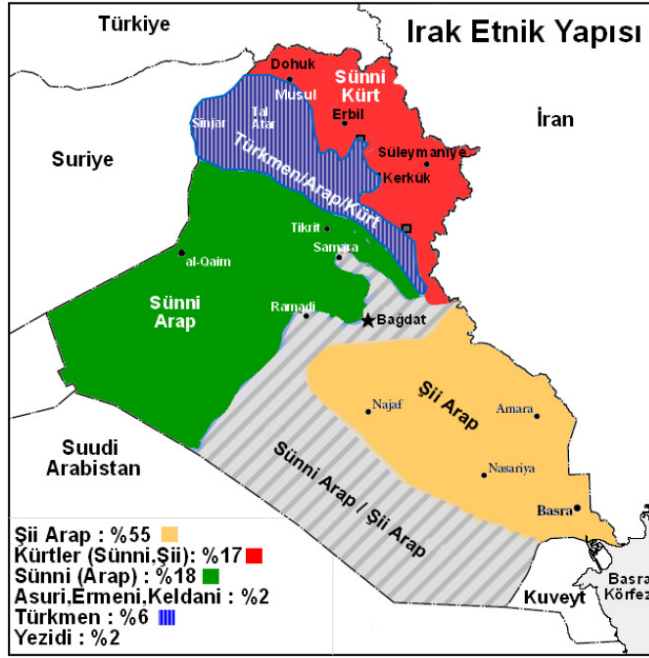 Türkiye
Irak Etnik Yapısı
Dohuk
Sünni
Kürt
Musul
Erbil
İran
Sinjar
Tal
Afar
Suriye
Süleymaniye
Kerkük
Türkmen/Arap/Kürt
Tikrit
Samara
al-Qaim
Sünni
Arap
Ramadi
Bağdat
Şii Arap
Najaf
Amara
Suudi
Arabistan
Sünni Arap / Şii Arap
Nasariya
Basra
Şii Arap : %55
Kürtler (Sünni,Şii): %17
Sünni (Arap) : %18
Asuri,Ermeni,Keldani : %2
Türkmen : %6
Yezidi : %2
Kuveyt
Basra
Körfez